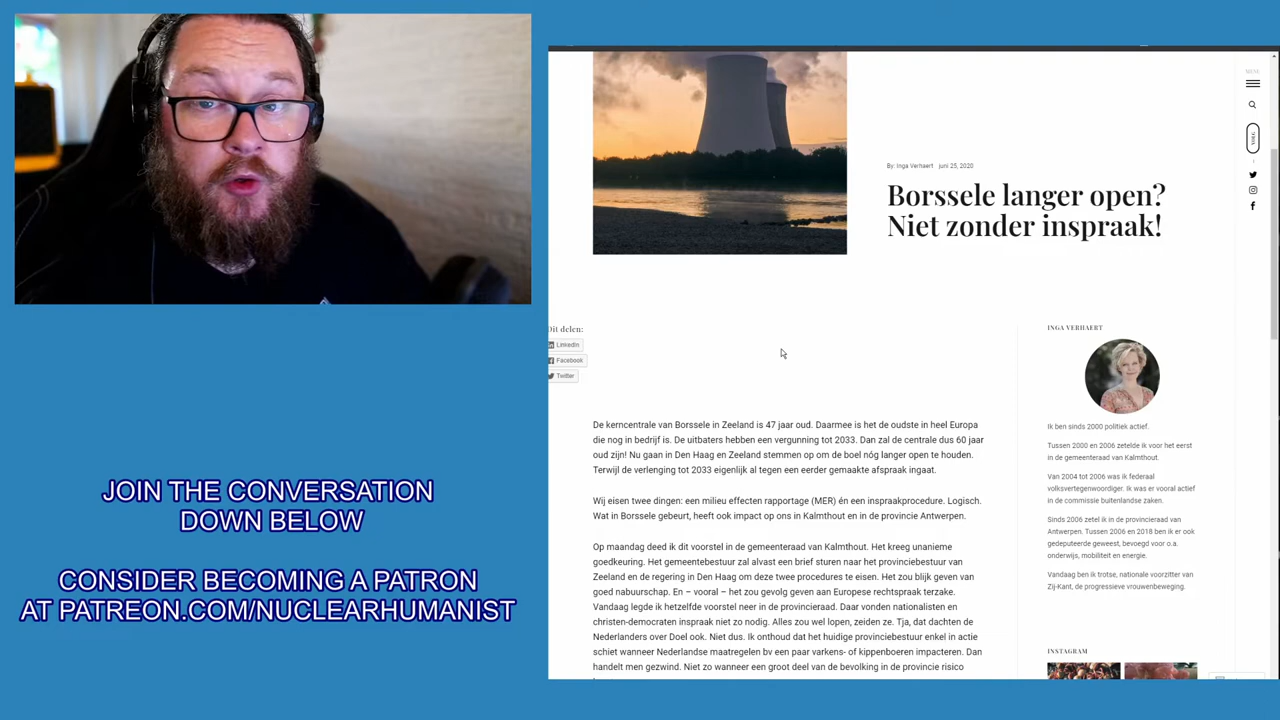 JOIN THE CONVERSATION
DOWN BELOW
CONSIDER BECOMING A PATRON
AT PATREON.COM/NUCLEARHUMANIST
MENU
By: Inga Verhaert juni 25, 2020
Borssele langer open?
Niet zonder inspraak!
Dit delen:
LinkedIn
Facebook
Twitter
De kerncentrale van Borssele in Zeeland is 47 jaar oud. Daarmee is het de oudste in heel Europa
die nog in bedrijf is. De uitbaters hebben een vergunning tot 2033. Dan zal de centrale dus 60 jaar
oud zijn! Nu gaan in Den Haag en Zeeland stemmen op om de boel nóg langer open te houden.
Terwijl de verlenging tot 2033 eigenlijk al tegen een eerder gemaakte afspraak ingaat.
Wij eisen twee dingen: een milieu effecten rapportage (MER) én een inspraakprocedure. Logisch.
Wat in Borssele gebeurt, heeft ook impact op ons in Kalmthout en in de provincie Antwerpen.
Op maandag deed ik dit voorstel in de gemeenteraad van Kalmthout. Het kreeg unanieme
goedkeuring. Het gemeentebestuur zal alvast een brief sturen naar het provinciebestuur van
Zeeland en de regering in Den Haag om deze twee procedures te eisen. Het zou blijk geven van
goed nabuurschap. En – vooral – het zou gevolg geven aan Europese rechtspraak terzake.
Vandaag legde ik hetzelfde voorstel neer in de provincieraad. Daar vonden nationalisten en
christen-democraten inspraak niet zo nodig. Alles zou wel lopen, zeiden ze. Tja, dat dachten de
Nederlanders over Doel ook. Niet dus. Ik onthoud dat het huidige provinciebestuur enkel in actie
schiet wanneer Nederlandse maatregelen bv een paar varkens- of kippenboeren impacteren. Dan
handelt men gezwind. Niet zo wanneer een groot deel van de bevolking in de provincie risico
INGA VERHAERT
Ik ben sinds 2000 politiek actief.
Tussen 2000 en 2006 zetelde ik voor het eerst
in de gemeenteraad van Kalmthout.
Van 2004 tot 2006 was ik federaal
volksvertegenwoordiger. Ik was er vooral actief
in de commissie buitenlandse zaken.
Sinds 2006 zetel ik in de provincieraad van
Antwerpen. Tussen 2006 en 2018 ben ik er ook
gedeputeerde geweest, bevoegd voor o.a.
onderwijs, mobiliteit en energie.
Vandaag ben ik trotse, nationale voorzitter van
Zij-Kant, de progressieve vrouwenbeweging.
INSTAGRAM